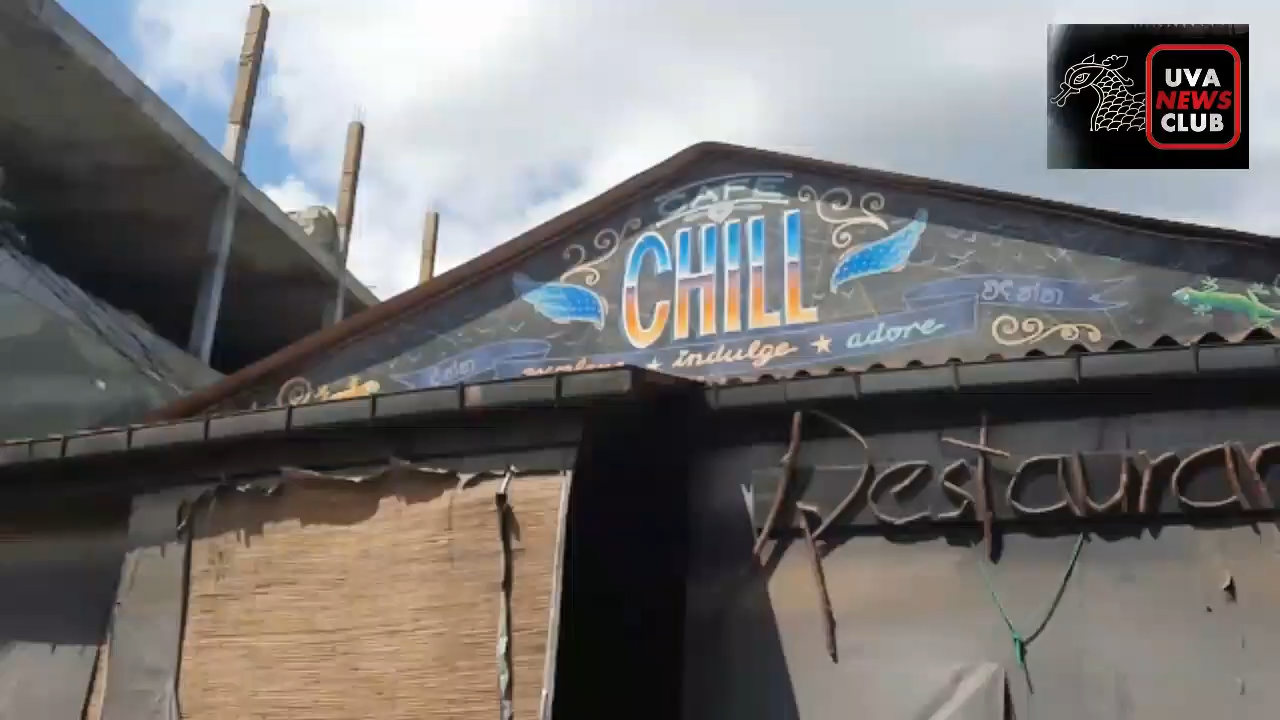 UVA
NEWS
CLUB
CAFE
CHILL
indulge ★ adore
Restaura